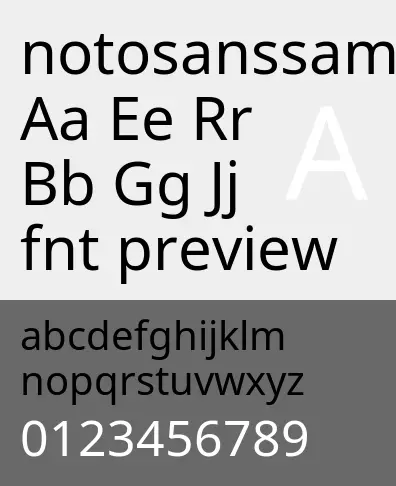 notosanssam
Aa Ee Rr
A
Bb Gg Jj
fnt preview
abcdefghijklm
nopqrstuvwxyz
0123456789